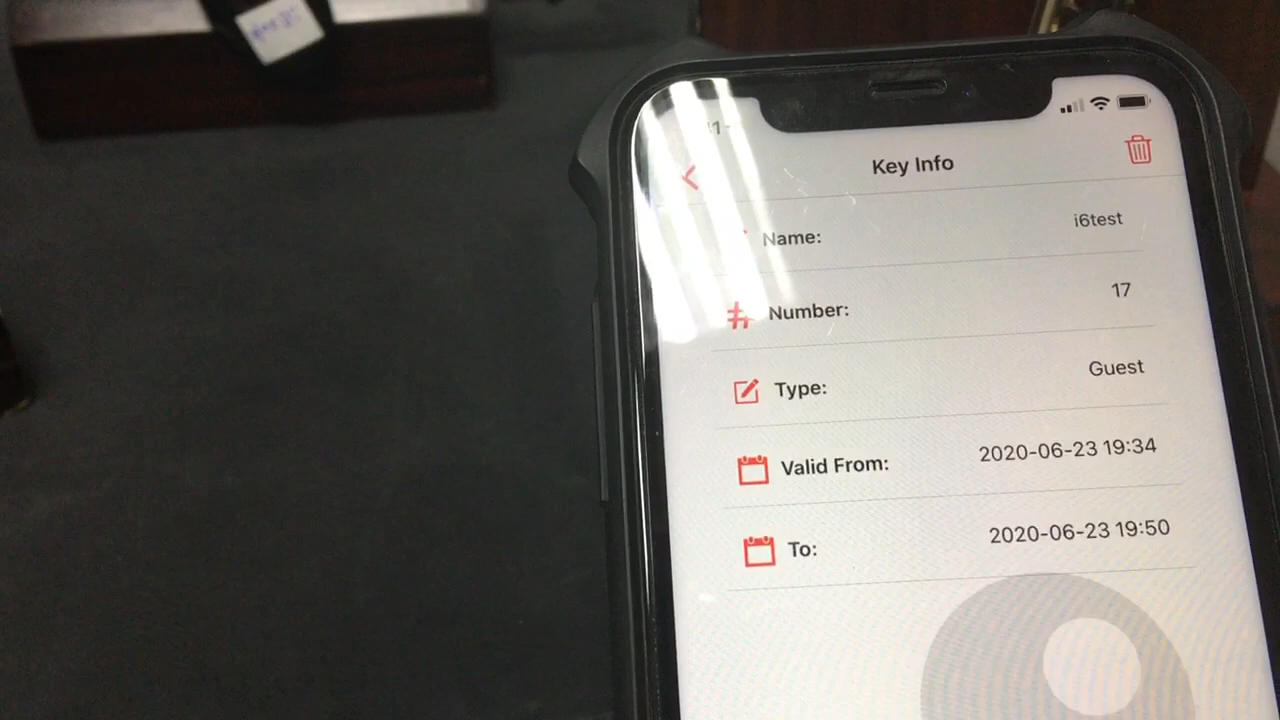 Key Info
Name: i6test
Number: 17
Type: Guest
Valid From: 2020-06-23 19:34
To: 2020-06-23 19:50